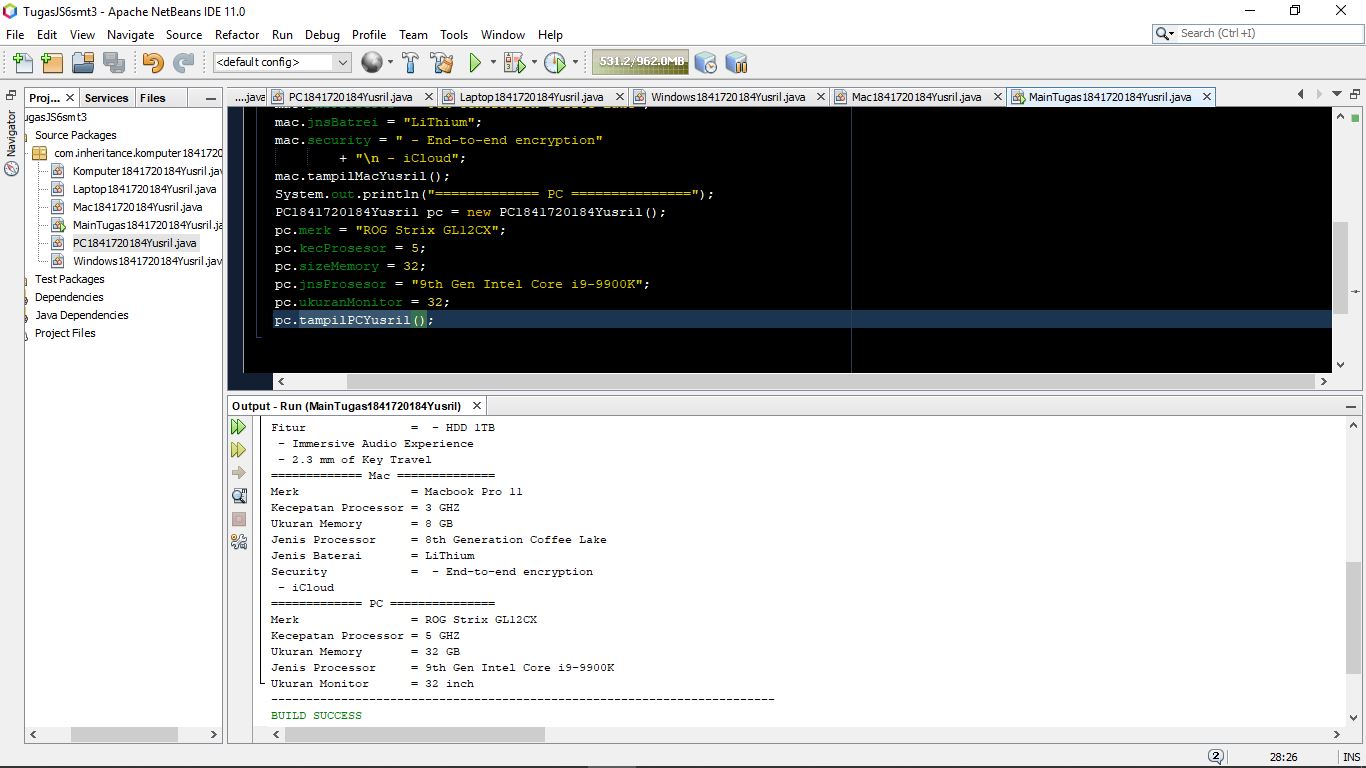 TugasJS6smt3 - Apache NetBeans IDE 11.0
File Edit View Navigate Source Refactor Run Debug Profile Team Tools Window Help
Search (Ctrl+I)
<default config>
531.2/962.0MB
Proj... Services Files
Navigator
ugasJS6smt3
Source Packages
com.inheritance.komputer184172
Komputer1841720184Yusril.java
Laptop1841720184Yusril.java
Mac1841720184Yusril.java
MainTugas1841720184Yusril.ja
PC1841720184Yusril.java
Windows1841720184Yusril.jav
Test Packages
Dependencies
Java Dependencies
Project Files
....java PC1841720184Yusril.java Laptop1841720184Yusril.java Windows1841720184Yusril.java Mac1841720184Yusril.java MainTugas1841720184Yusril.java
mac.jnsBatrei = "LiThium";
mac.security = " - End-to-end encryption"
+ "\n - iCloud";
mac.tampilMacYusril();
System.out.println("============= PC ===============");
PC1841720184Yusril pc = new PC1841720184Yusril();
pc.merk = "ROG Strix GL12CX";
pc.kecProsesor = 5;
pc.sizeMemory = 32;
pc.jnsProsesor = "9th Gen Intel Core i9-9900K";
pc.ukuranMonitor = 32;
pc.tampilPCYusril();
Output - Run (MainTugas1841720184Yusril)
Fitur = - HDD 1TB
- Immersive Audio Experience
- 2.3 mm of Key Travel
============= Mac ==============
Merk = Macbook Pro 11
Kecepatan Processor = 3 GHZ
Ukuran Memory = 8 GB
Jenis Processor = 8th Generation Coffee Lake
Jenis Baterai = LiThium
Security = - End-to-end encryption
- iCloud
============= PC ===============
Merk = ROG Strix GL12CX
Kecepatan Processor = 5 GHZ
Ukuran Memory = 32 GB
Jenis Processor = 9th Gen Intel Core i9-9900K
Ukuran Monitor = 32 inch
------------------------------------------------------------------------
BUILD SUCCESS
2 28:26 INS